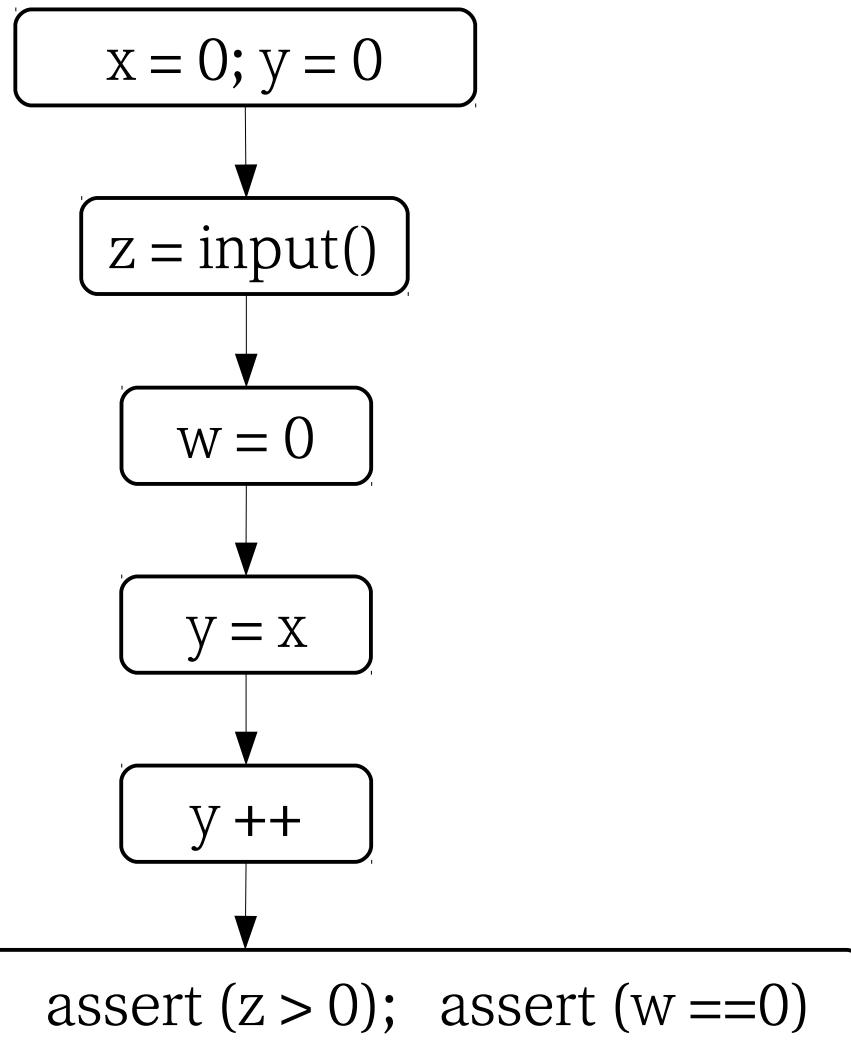 x = 0; y = 0
z = input()
w = 0
y = x
y ++
assert (z > 0);   assert (w ==0)